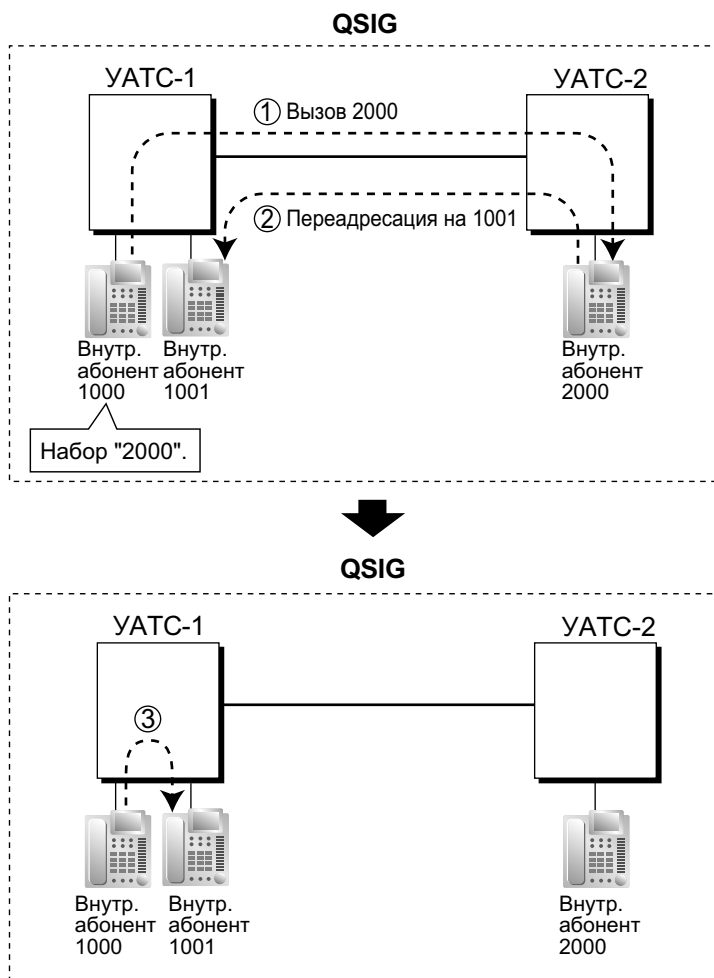 QSIG
УАТС-1
УАТС-2
① Вызов 2000
② Переадресация на 1001
Внутр.
абонент
1000
Внутр.
абонент
1001
Внутр.
абонент
2000
Набор "2000".
QSIG
УАТС-1
УАТС-2
③
Внутр.
абонент
1000
Внутр.
абонент
1001
Внутр.
абонент
2000